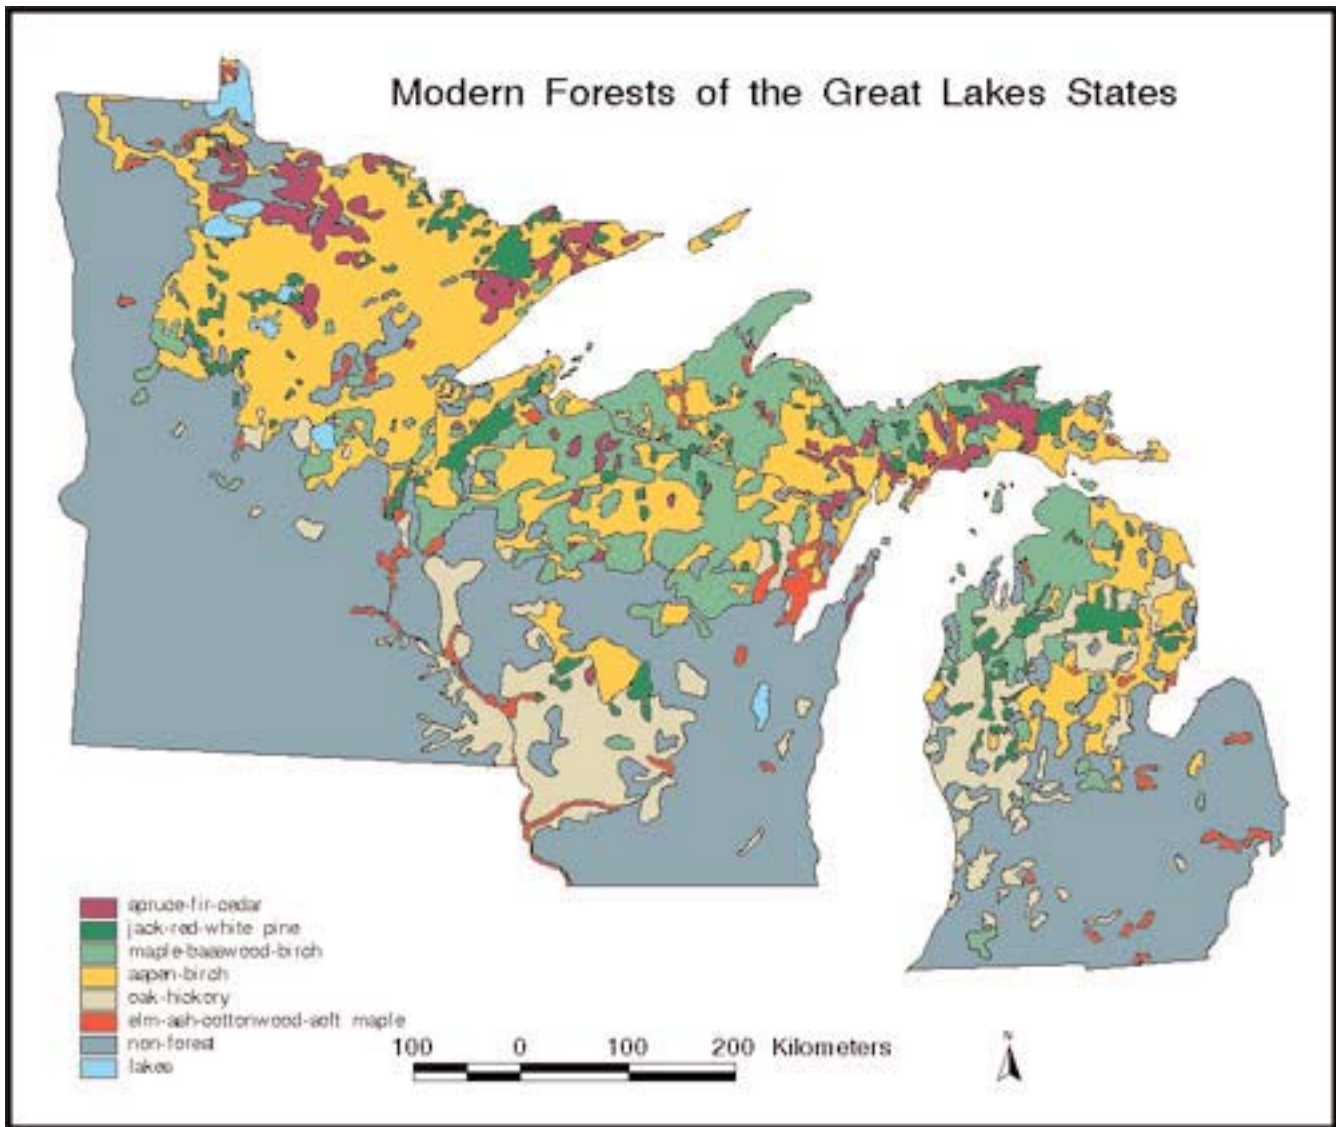 Modern Forests of the Great Lakes States
spruce-fir-cedar
jack-red-white pine
maple-basswood-birch
aspen-birch
oak-hickory
elm-ash-cottonwood-soft maple
non-forest
lakes
100 0 100 200 Kilometers
N